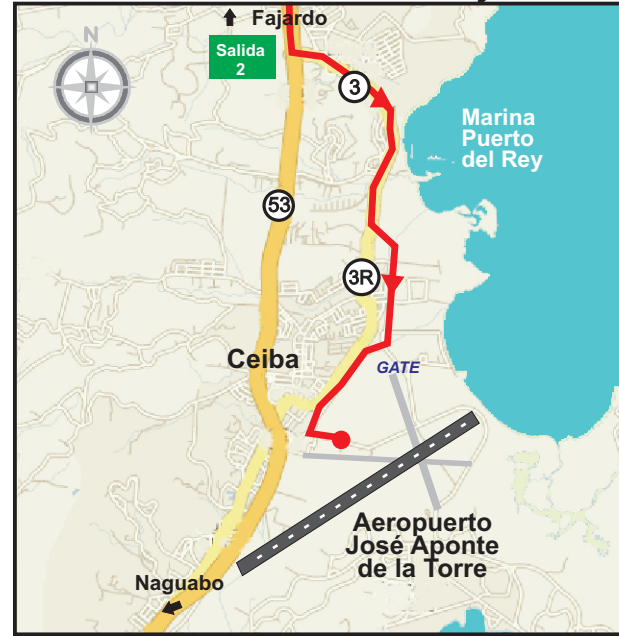 Fajardo
N
Salida
2
3
Marina
Puerto
del Rey
53
3R
Ceiba
GATE
Aeropuerto
José Aponte
de la Torre
Naguabo